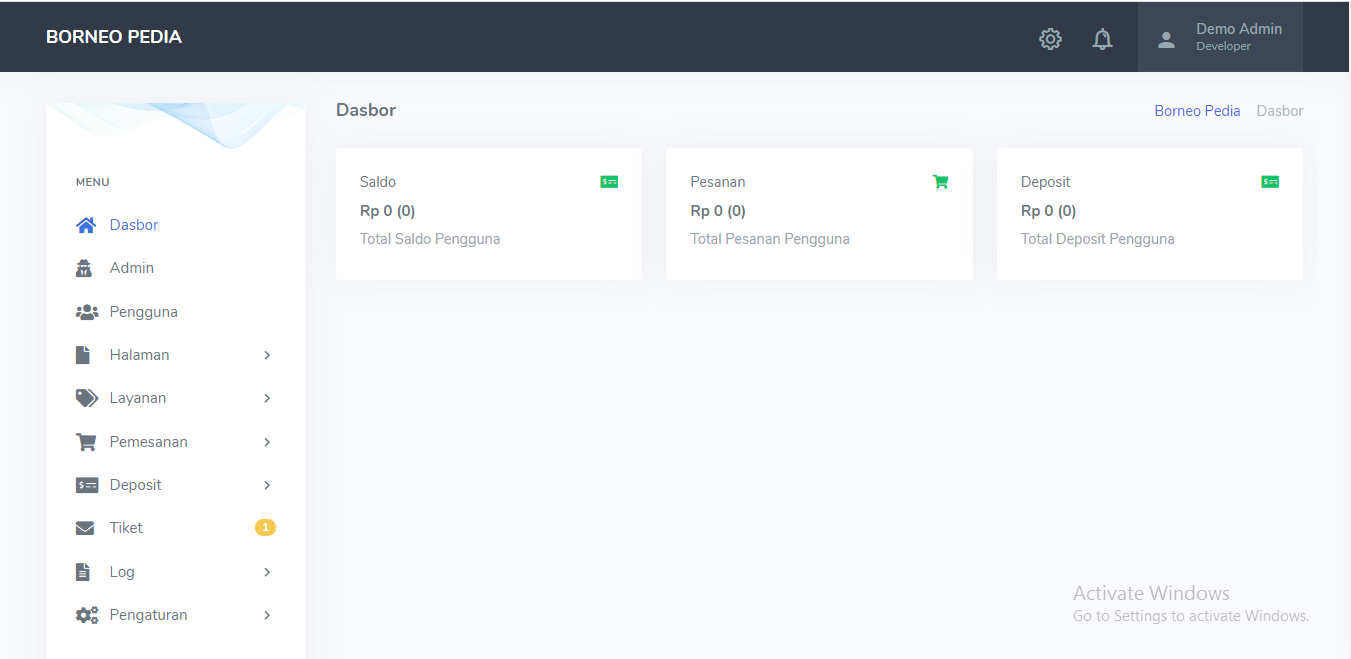 BORNEO PEDIA
Demo Admin
Developer
Dasbor
Borneo Pedia Dasbor
MENU
Dasbor
Admin
Pengguna
Halaman
Layanan
Pemesanan
Deposit
Tiket 1
Log
Pengaturan
Saldo
Rp 0 (0)
Total Saldo Pengguna
Pesanan
Rp 0 (0)
Total Pesanan Pengguna
Deposit
Rp 0 (0)
Total Deposit Pengguna
Activate Windows
Go to Settings to activate Windows.